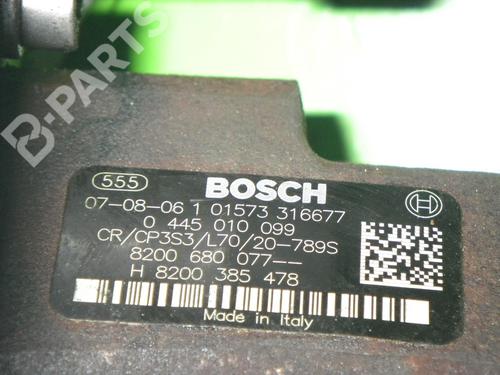 B-PARTS
555 BOSCH
07-08-06 1 01573 316677
0 445 010 099
CR/CP3S3/L70/20-789S
8200 680 077--
H 8200 385 478
Made in Italy